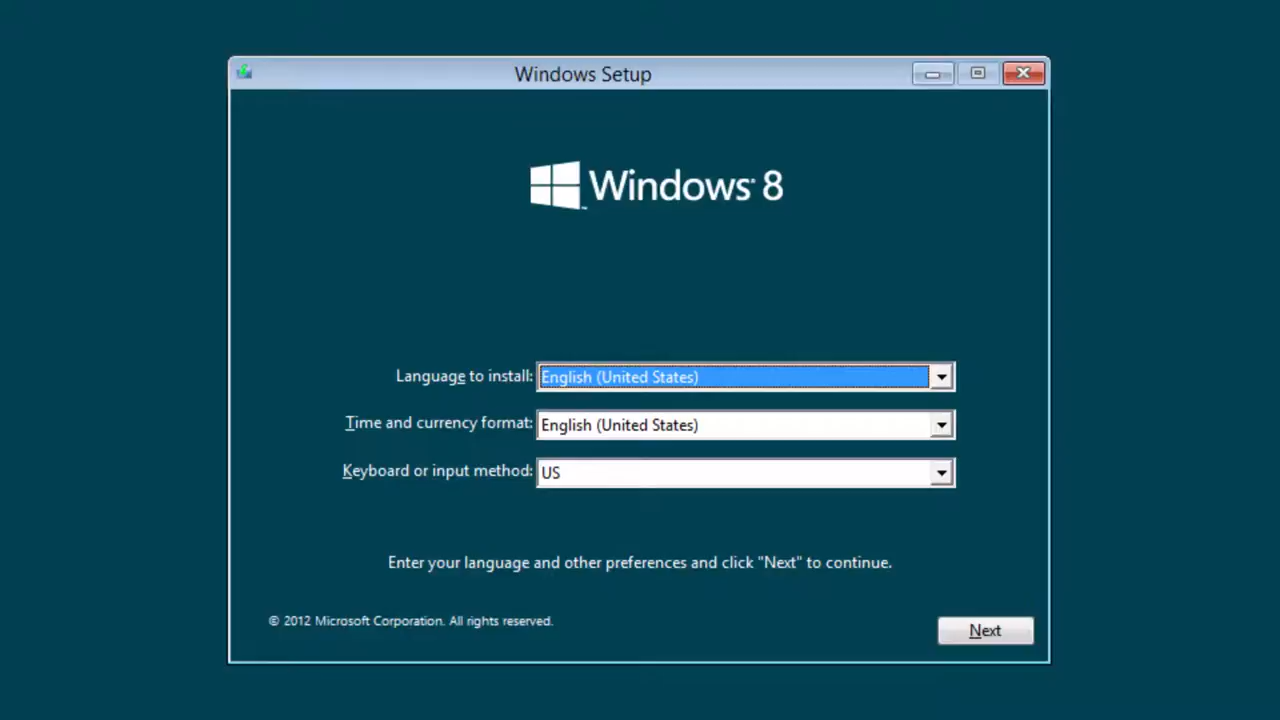 Windows Setup
Windows 8
Language to install: English (United States)
Time and currency format: English (United States)
Keyboard or input method: US
Enter your language and other preferences and click "Next" to continue.
© 2012 Microsoft Corporation. All rights reserved.
Next